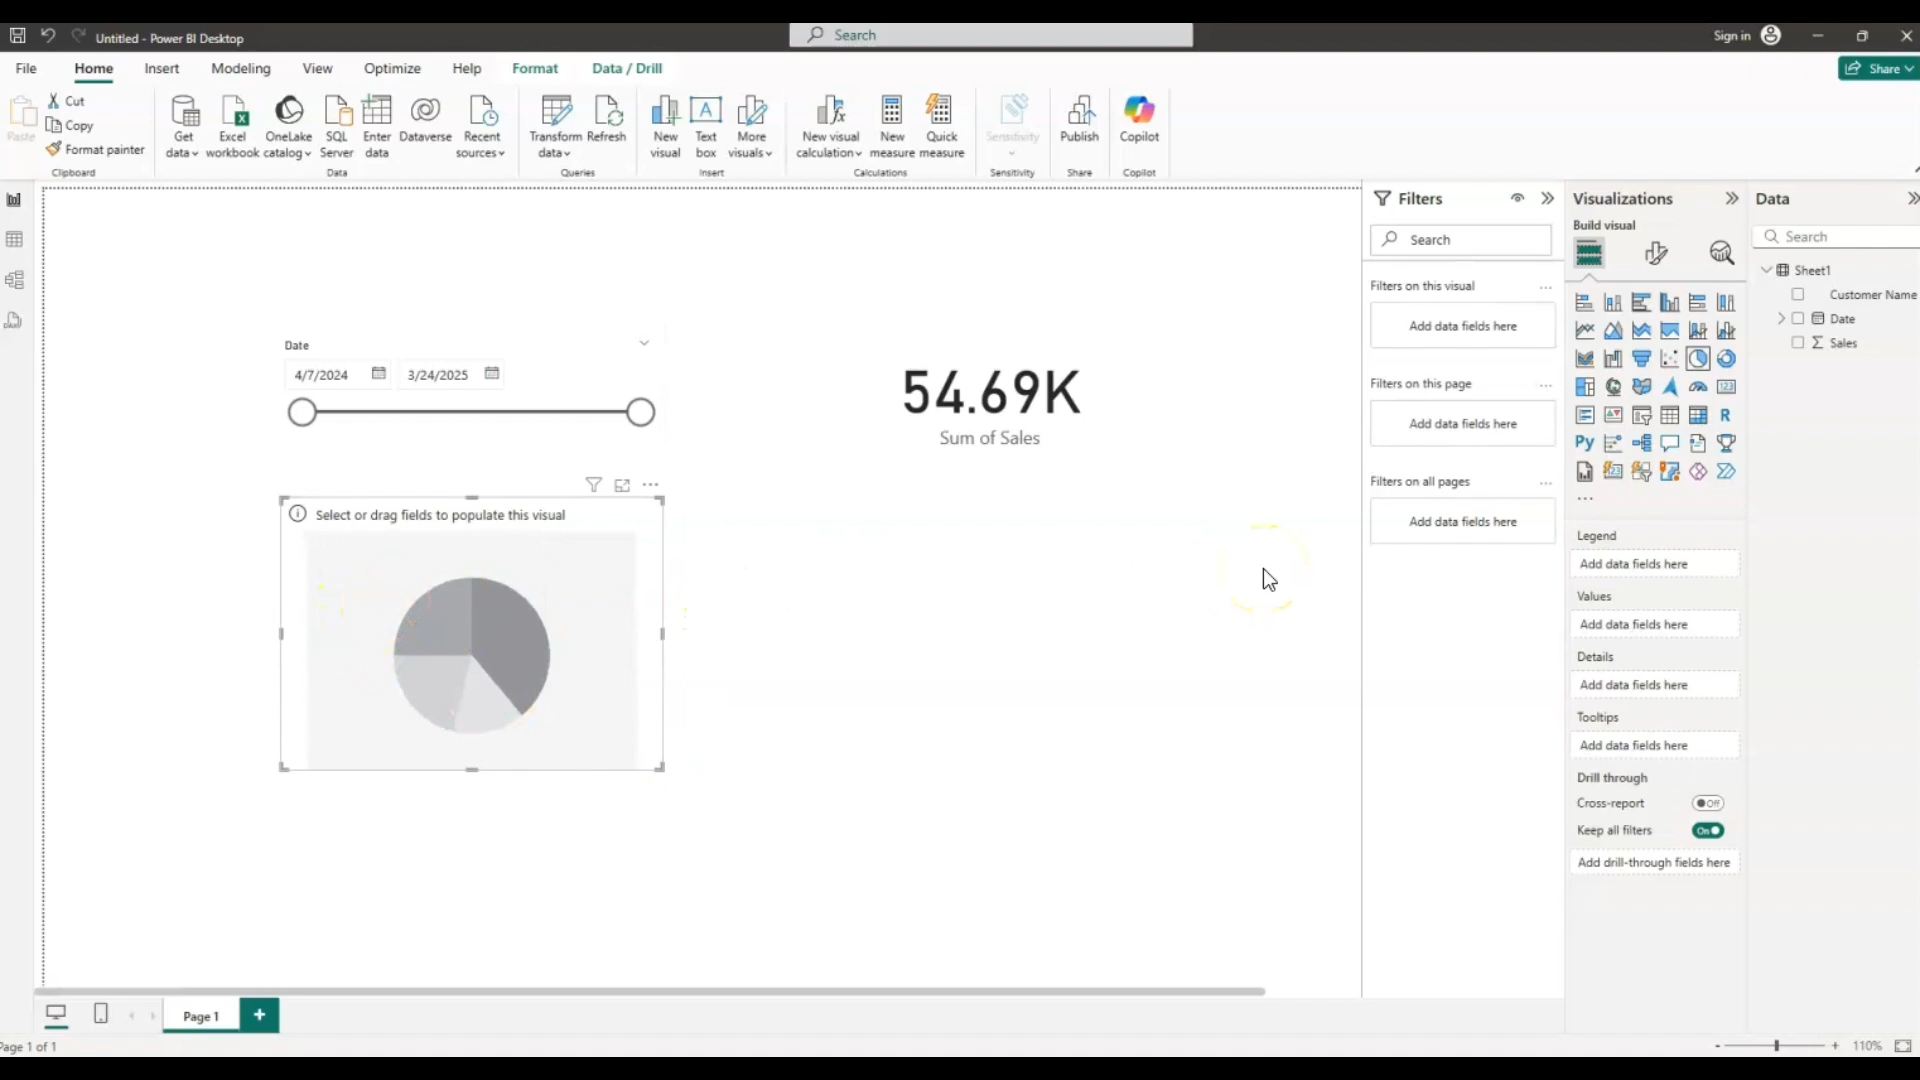 Untitled - Power BI Desktop
Search
Sign in
File
Home
Insert
Modeling
View
Optimize
Help
Format
Data / Drill
Share
Paste
Cut
Copy
Format painter
Clipboard
Get data
Excel workbook
OneLake catalog
SQL Server
Enter data
Dataverse
Recent sources
Data
Transform data
Refresh
Queries
New visual
Text box
More visuals
Insert
New visual calculation
New measure
Quick measure
Calculations
Sensitivity
Sensitivity
Publish
Share
Copilot
Copilot
Date
4/7/2024
3/24/2025
54.69K
Sum of Sales
Select or drag fields to populate this visual
Filters
Search
Filters on this visual
Add data fields here
Filters on this page
Add data fields here
Filters on all pages
Add data fields here
Visualizations
Build visual
123
R
Py
123
Legend
Add data fields here
Values
Add data fields here
Details
Add data fields here
Tooltips
Add data fields here
Drill through
Cross-report
Off
Keep all filters
On
Add drill-through fields here
Data
Search
Sheet1
Customer Name
Date
Σ Sales
Page 1
Page 1 of 1
- + 110%